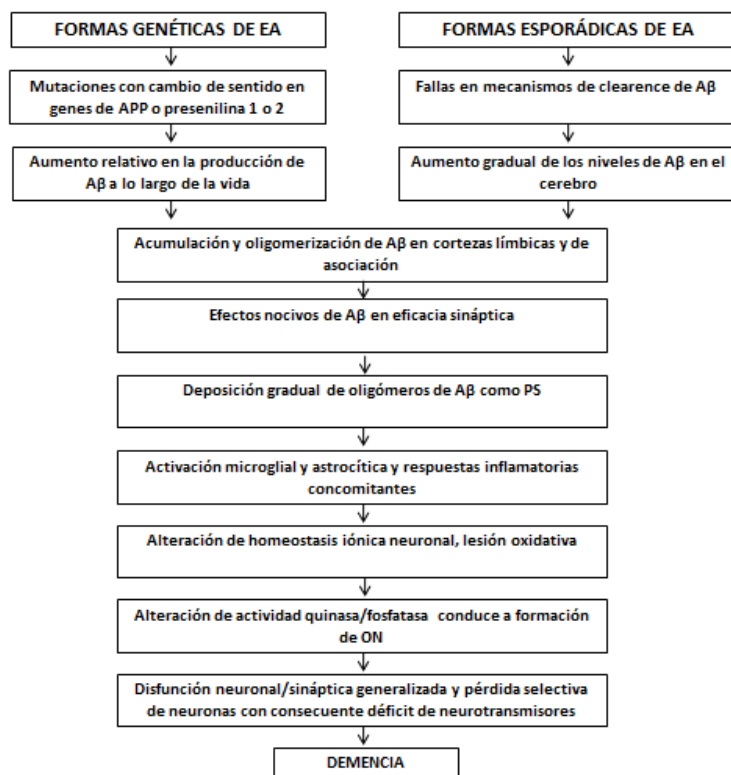 FORMAS GENÉTICAS DE EA
FORMAS ESPORÁDICAS DE EA
Mutaciones con cambio de sentido en
genes de APP o presenilina 1 o 2
Fallas en mecanismos de clearence de Aβ
Aumento relativo en la producción de
Aβ a lo largo de la vida
Aumento gradual de los niveles de Aβ en el
cerebro
Acumulación y oligomerización de Aβ en cortezas límbicas y de
asociación
Efectos nocivos de Aβ en eficacia sináptica
Deposición gradual de oligómeros de Aβ como PS
Activación microglial y astrocítica y respuestas inflamatorias
concomitantes
Alteración de homeostasis iónica neuronal, lesión oxidativa
Alteración de actividad quinasa/fosfatasa conduce a formación
de ON
Disfunción neuronal/sináptica generalizada y pérdida selectiva
de neuronas con consecuente déficit de neurotransmisores
DEMENCIA